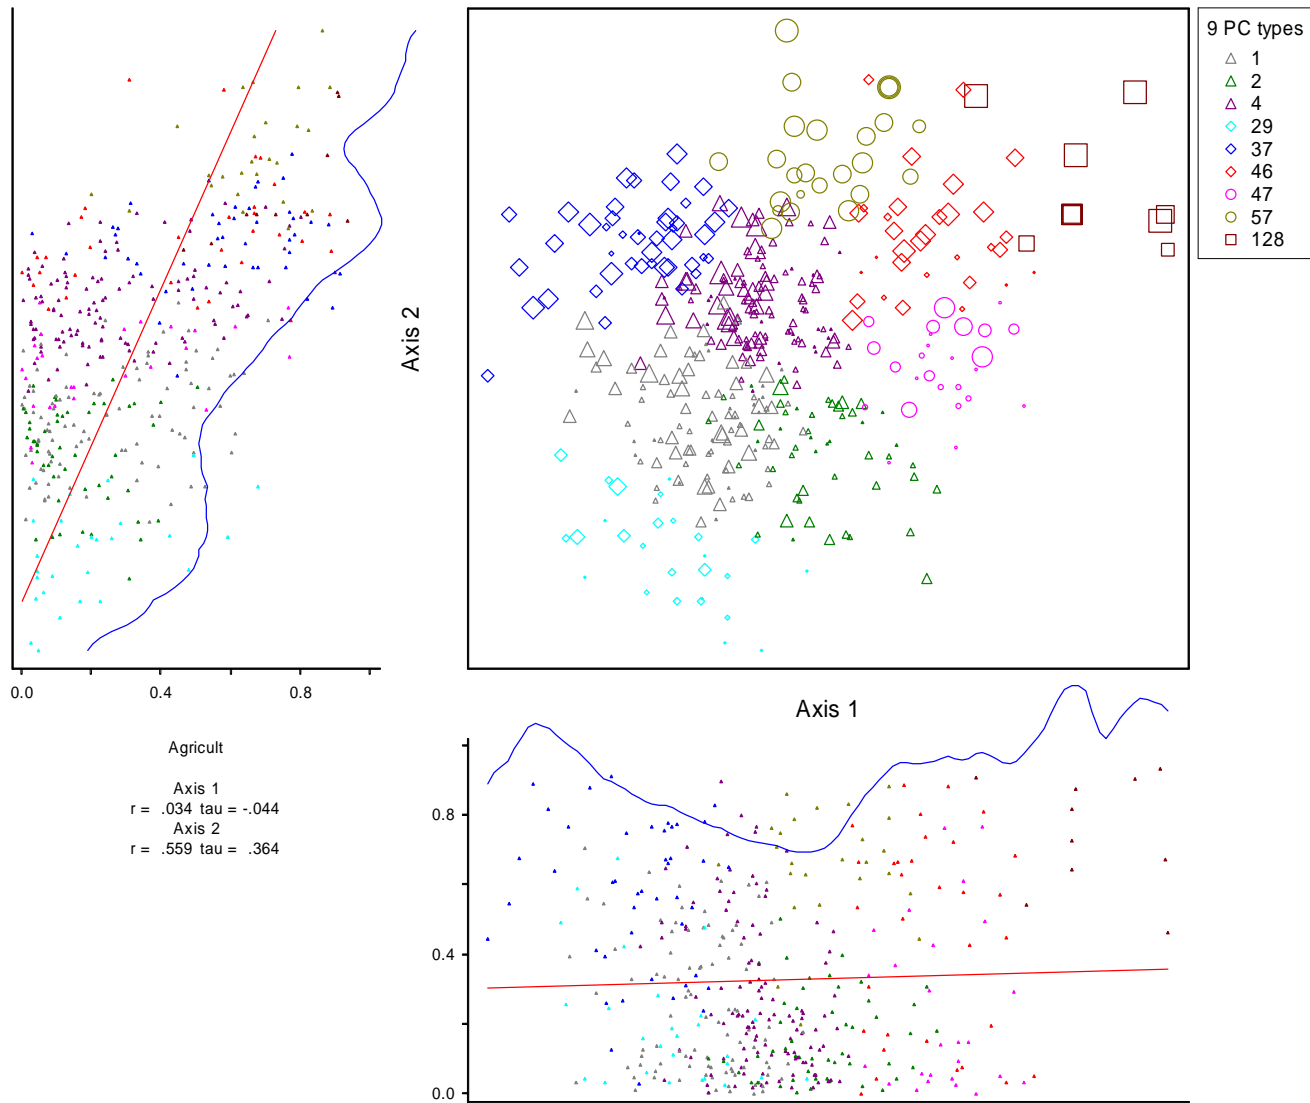 9 PC types
1
2
4
29
37
46
47
57
128
Axis 2
0.0 0.4 0.8
Axis 1
Agricult
Axis 1
r = .034 tau = -.044
Axis 2
r = .559 tau = .364
0.8
0.4
0.0